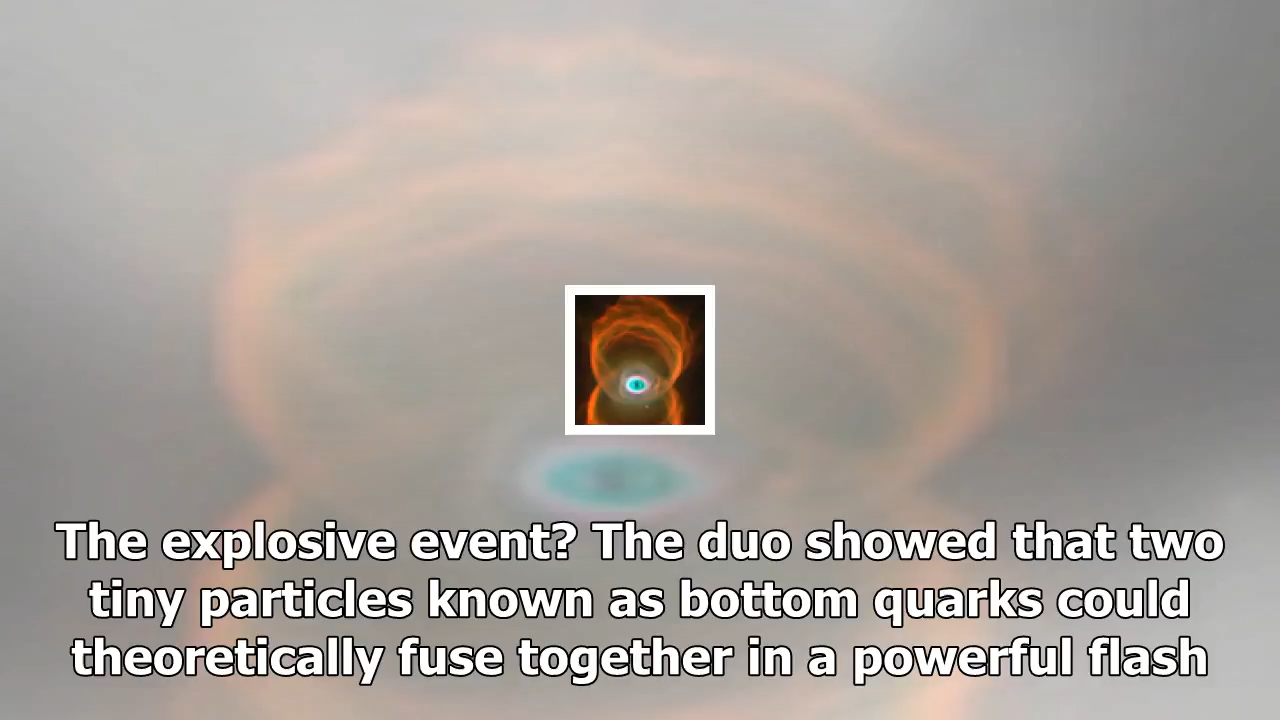 The explosive event? The duo showed that two
tiny particles known as bottom quarks could
theoretically fuse together in a powerful flash